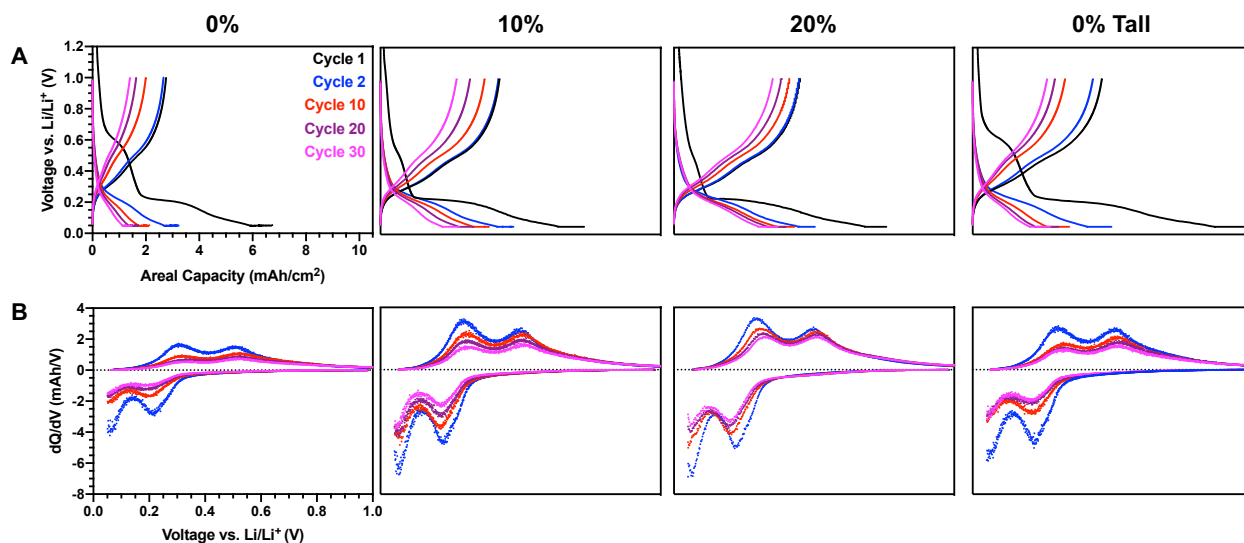 0% 10% 20% 0% Tall
A
Voltage vs. Li/Li⁺ (V)
1.2
1.0
0.8
0.6
0.4
0.2
0.0
Cycle 1
Cycle 2
Cycle 10
Cycle 20
Cycle 30
0 2 4 6 8 10
Areal Capacity (mAh/cm²)
B
dQ/dV (mAh/V)
4
2
0
-2
-4
-6
-8
0.0 0.2 0.4 0.6 0.8 1.0
Voltage vs. Li/Li⁺ (V)